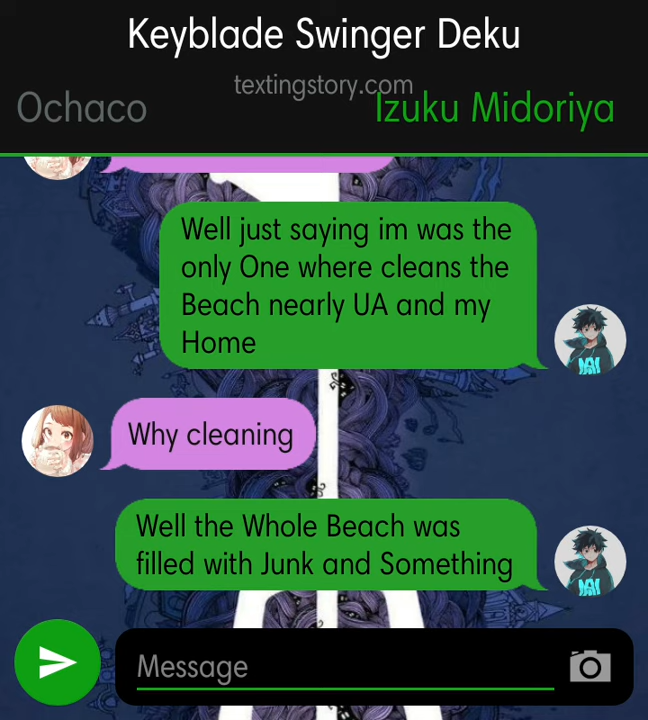 Keyblade Swinger Deku
textingstory.com
Ochaco
Izuku Midoriya
Well just saying im was the
only One where cleans the
Beach nearly UA and my
Home
Why cleaning
Well the Whole Beach was
filled with Junk and Something
Message